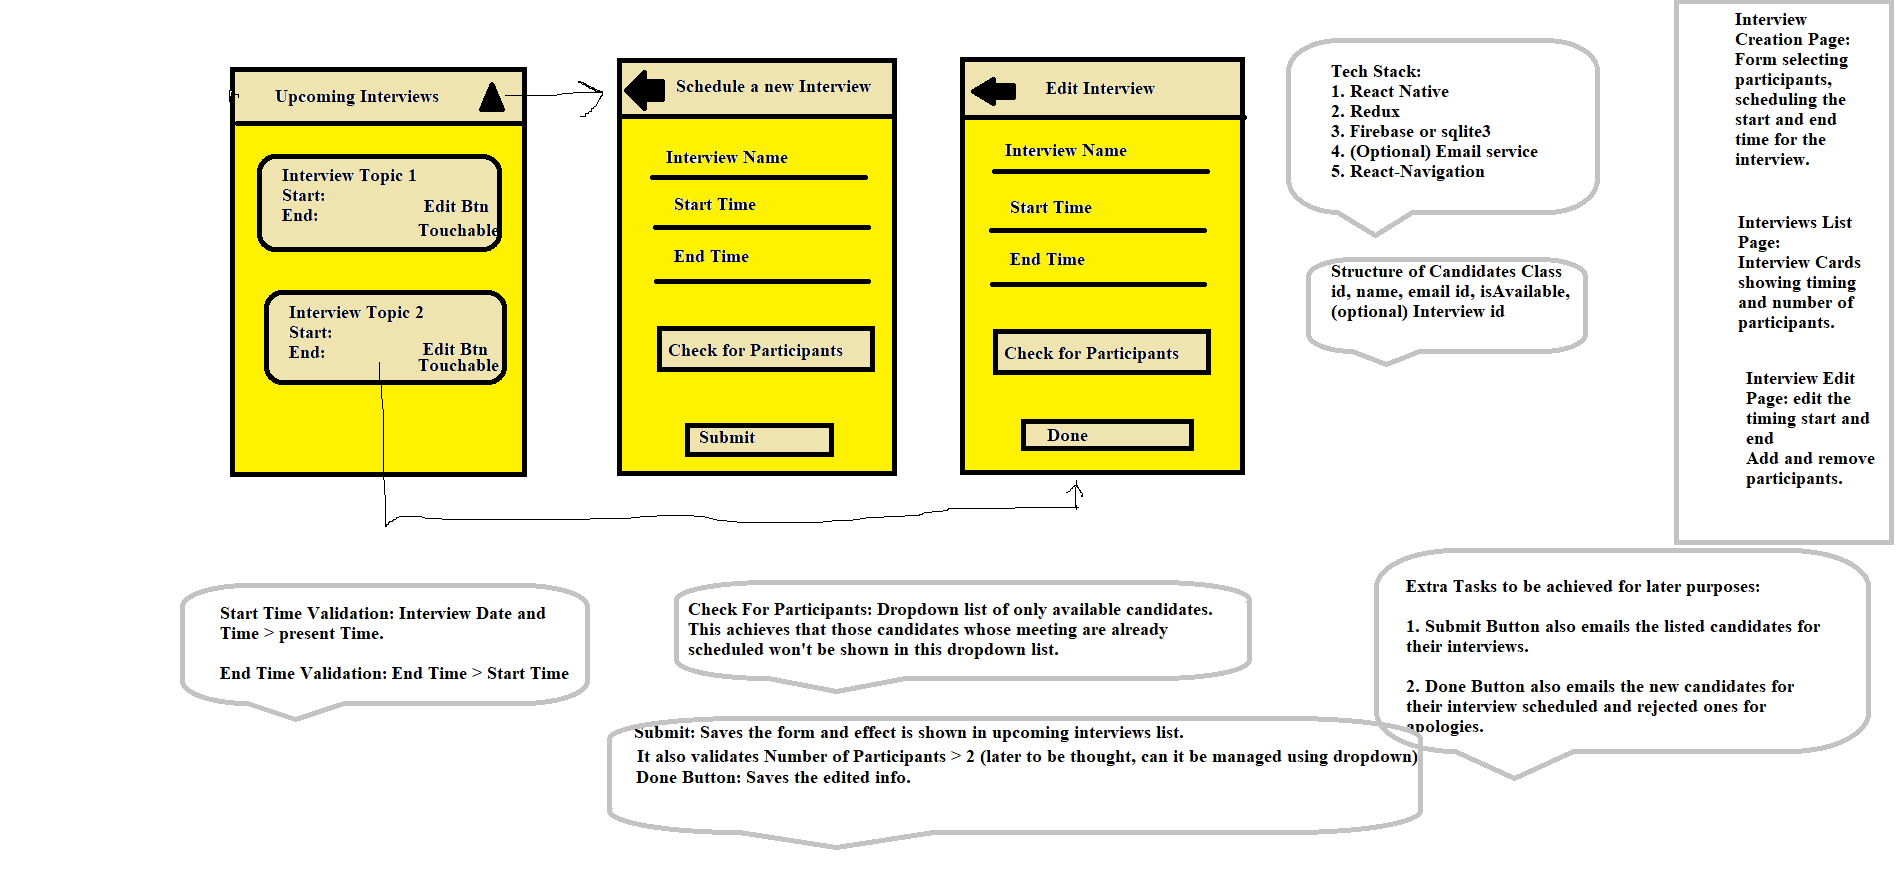 Upcoming Interviews
Interview Topic 1
Start:
End:
Edit Btn
Touchable
Interview Topic 2
Start:
End:
Edit Btn
Touchable
Schedule a new Interview
Interview Name
Start Time
End Time
Check for Participants
Submit
Edit Interview
Interview Name
Start Time
End Time
Check for Participants
Done
Tech Stack:
1. React Native
2. Redux
3. Firebase or sqlite3
4. (Optional) Email service
5. React-Navigation
Structure of Candidates Class
id, name, email id, isAvailable,
(optional) Interview id
Interview
Creation Page:
Form selecting
participants,
scheduling the
start and end
time for the
interview.
Interviews List
Page:
Interview Cards
showing timing
and number of
participants.
Interview Edit
Page: edit the
timing start and
end
Add and remove
participants.
Start Time Validation: Interview Date and
Time > present Time.
End Time Validation: End Time > Start Time
Check For Participants: Dropdown list of only available candidates.
This achieves that those candidates whose meeting are already
scheduled won't be shown in this dropdown list.
Submit: Saves the form and effect is shown in upcoming interviews list.
It also validates Number of Participants > 2 (later to be thought, can it be managed using dropdown)
Done Button: Saves the edited info.
Extra Tasks to be achieved for later purposes:
1. Submit Button also emails the listed candidates for
their interviews.
2. Done Button also emails the new candidates for
their interview scheduled and rejected ones for
apologies.